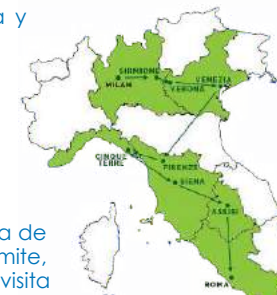 a y
SIRMIONE
MILAN
VERONA
VENEZIA
CINQUE
TERRE
FIRENZE
SIENA
ASSISI
ROMA
a de
mite,
visita